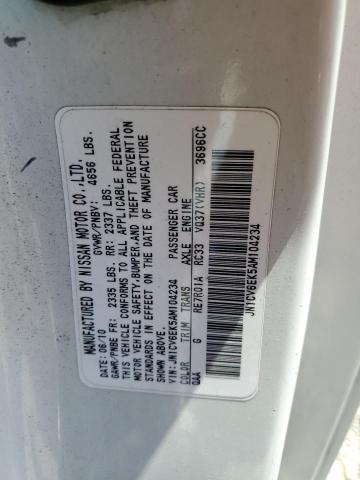 MANUFACTURED BY NISSAN MOTOR CO.,LTD.
DATE: 06/10 GVWR/PNBV: 4656 LBS.
GAWR/PNBE FR: 2335 LBS. RR: 2337 LBS.
THIS VEHICLE CONFORMS TO ALL APPLICABLE FEDERAL
MOTOR VEHICLE SAFETY,BUMPER,AND THEFT PREVENTION
STANDARDS IN EFFECT ON THE DATE OF MANUFACTURE
SHOWN ABOVE.
VIN:JN1CV6EK5AM104234 PASSENGER CAR
COLOR TRIM TRANS AXLE ENGINE
QAA G RE7R01A RC33 VQ37(VHR) 3696CC
JN1CV6EK5AM104234